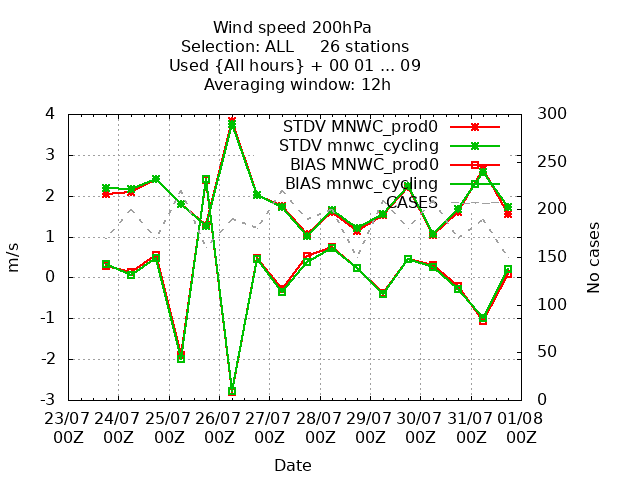 Wind speed 200hPa
Selection: ALL     26 stations
Used {All hours} + 00 01 ... 09
Averaging window: 12h
STDV MNWC_prod0
STDV mnwc_cycling
BIAS MNWC_prod0
BIAS mnwc_cycling
CASES
m/s
4
3
2
1
0
-1
-2
-3
300
250
200
150
100
50
0
No cases
23/07 24/07 25/07 26/07 27/07 28/07 29/07 30/07 31/07 01/08
00Z 00Z 00Z 00Z 00Z 00Z 00Z 00Z 00Z 00Z
Date